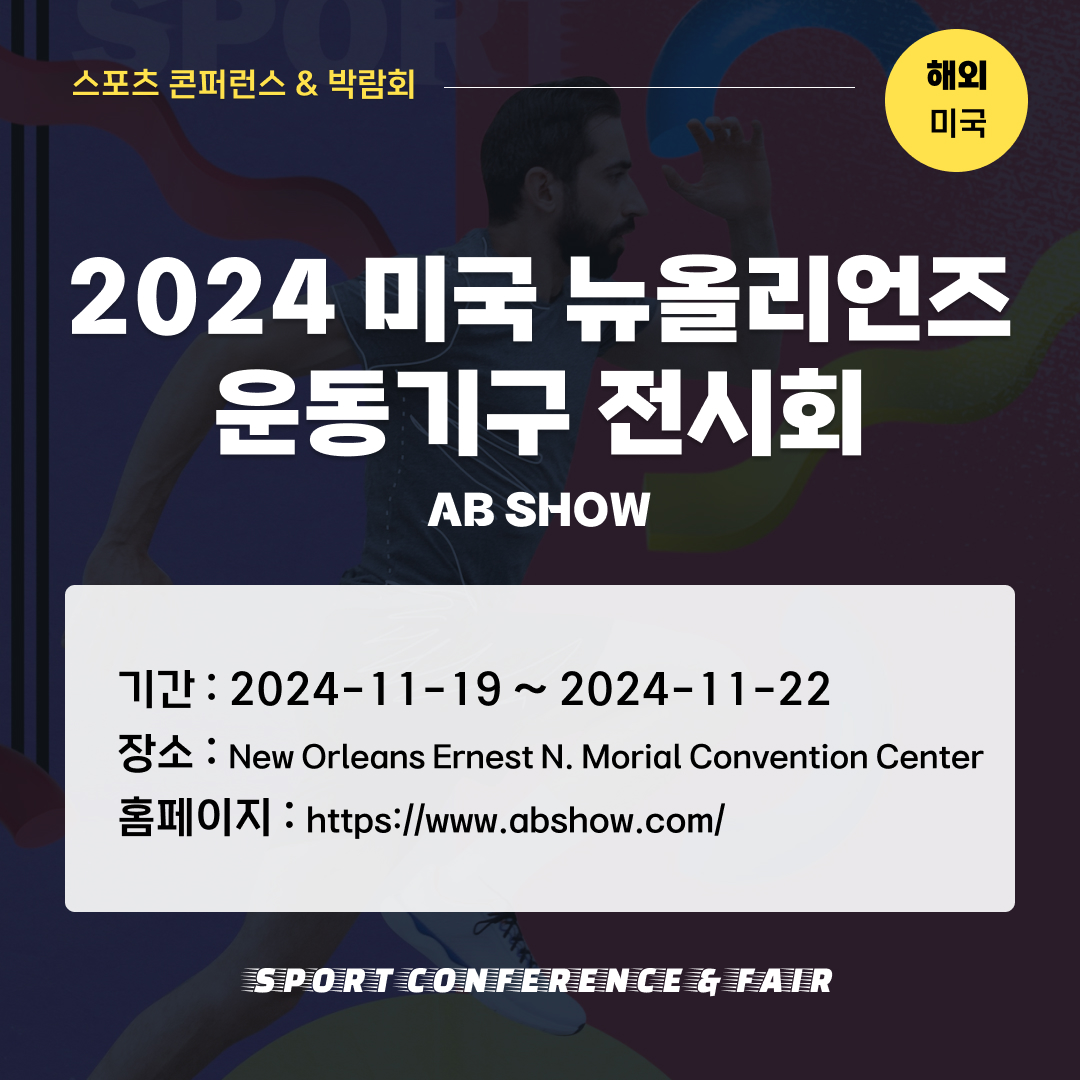 SPORT
스포츠 콘퍼런스 & 박람회
해외
미국
2024 미국 뉴올리언즈
운동기구 전시회
AB SHOW
기간 : 2024-11-19 ~ 2024-11-22
장소 : New Orleans Ernest N. Morial Convention Center
홈페이지 : https://www.abshow.com/
SPORT CONFERENCE & FAIR